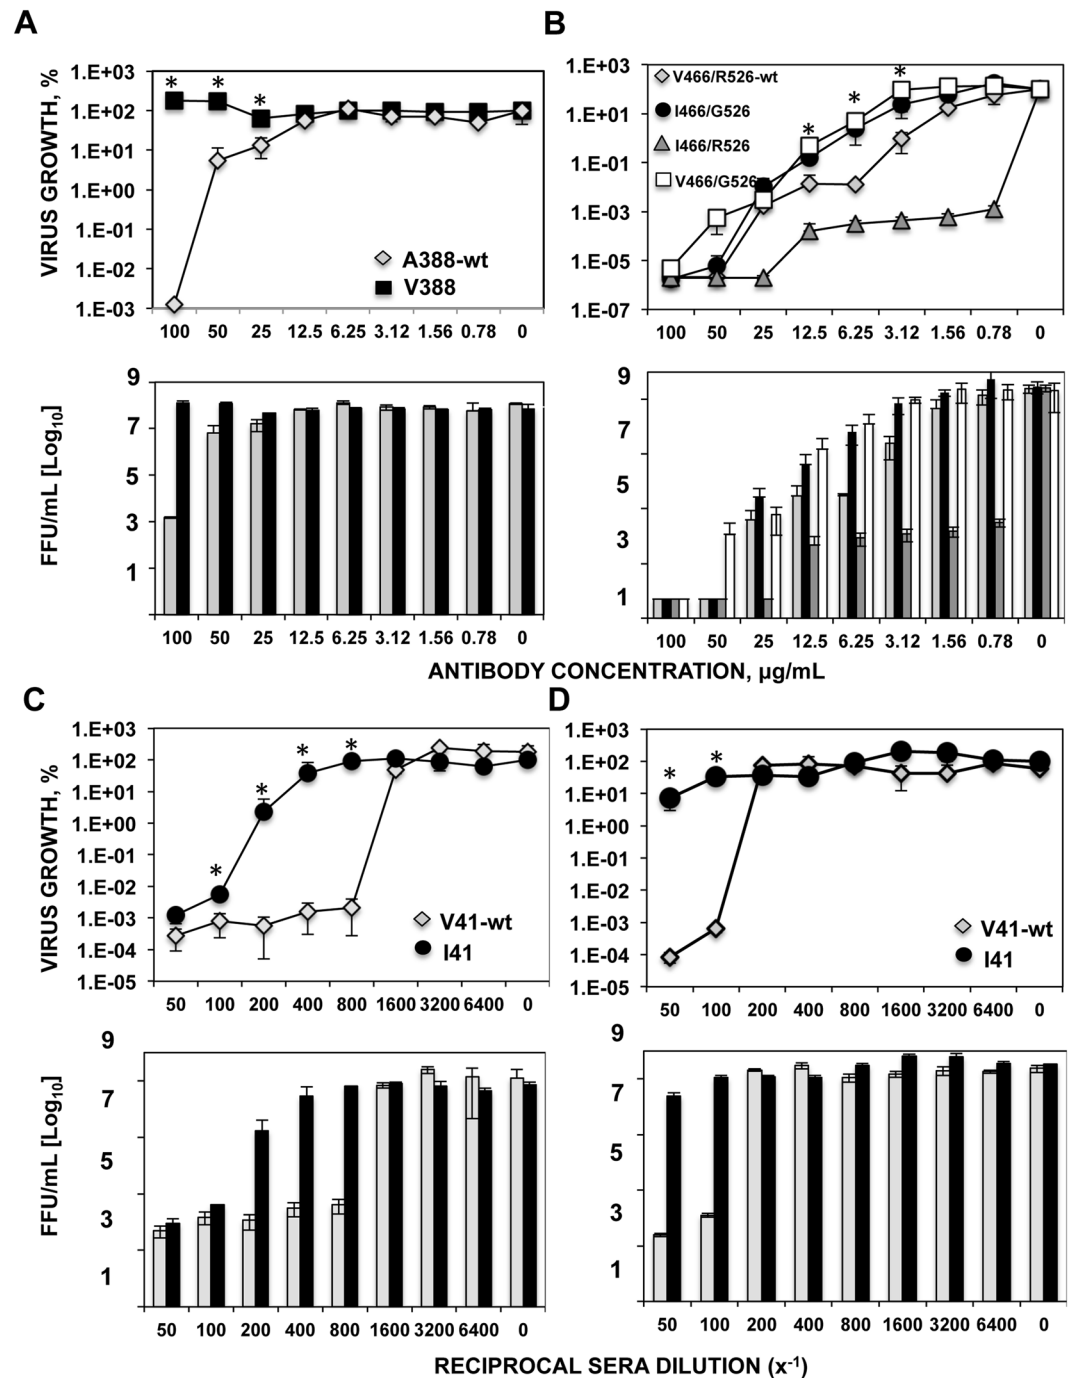 A
VIRUS GROWTH, %
1.E+03
1.E+02
1.E+01
1.E+00
1.E-01
1.E-02
1.E-03
* * *
A388-wt
V388
100 50 25 12.5 6.25 3.12 1.56 0.78 0
FFU/mL [Log10]
9
7
5
3
1
100 50 25 12.5 6.25 3.12 1.56 0.78 0
B
1.E+03
1.E+01
1.E-01
1.E-03
1.E-05
1.E-07
V466/R526-wt
I466/G526
I466/R526
V466/G526
* * *
100 50 25 12.5 6.25 3.12 1.56 0.78 0
9
7
5
3
1
100 50 25 12.5 6.25 3.12 1.56 0.78 0
ANTIBODY CONCENTRATION, µg/mL
C
VIRUS GROWTH, %
1.E+03
1.E+02
1.E+01
1.E+00
1.E-01
1.E-02
1.E-03
1.E-04
1.E-05
* * * *
V41-wt
I41
50 100 200 400 800 1600 3200 6400 0
FFU/mL [Log10]
9
7
5
3
1
50 100 200 400 800 1600 3200 6400 0
D
1.E+03
1.E+02
1.E+01
1.E+00
1.E-01
1.E-02
1.E-03
1.E-04
1.E-05
* *
V41-wt
I41
50 100 200 400 800 1600 3200 6400 0
9
7
5
3
1
50 100 200 400 800 1600 3200 6400 0
RECIPROCAL SERA DILUTION (x-1)